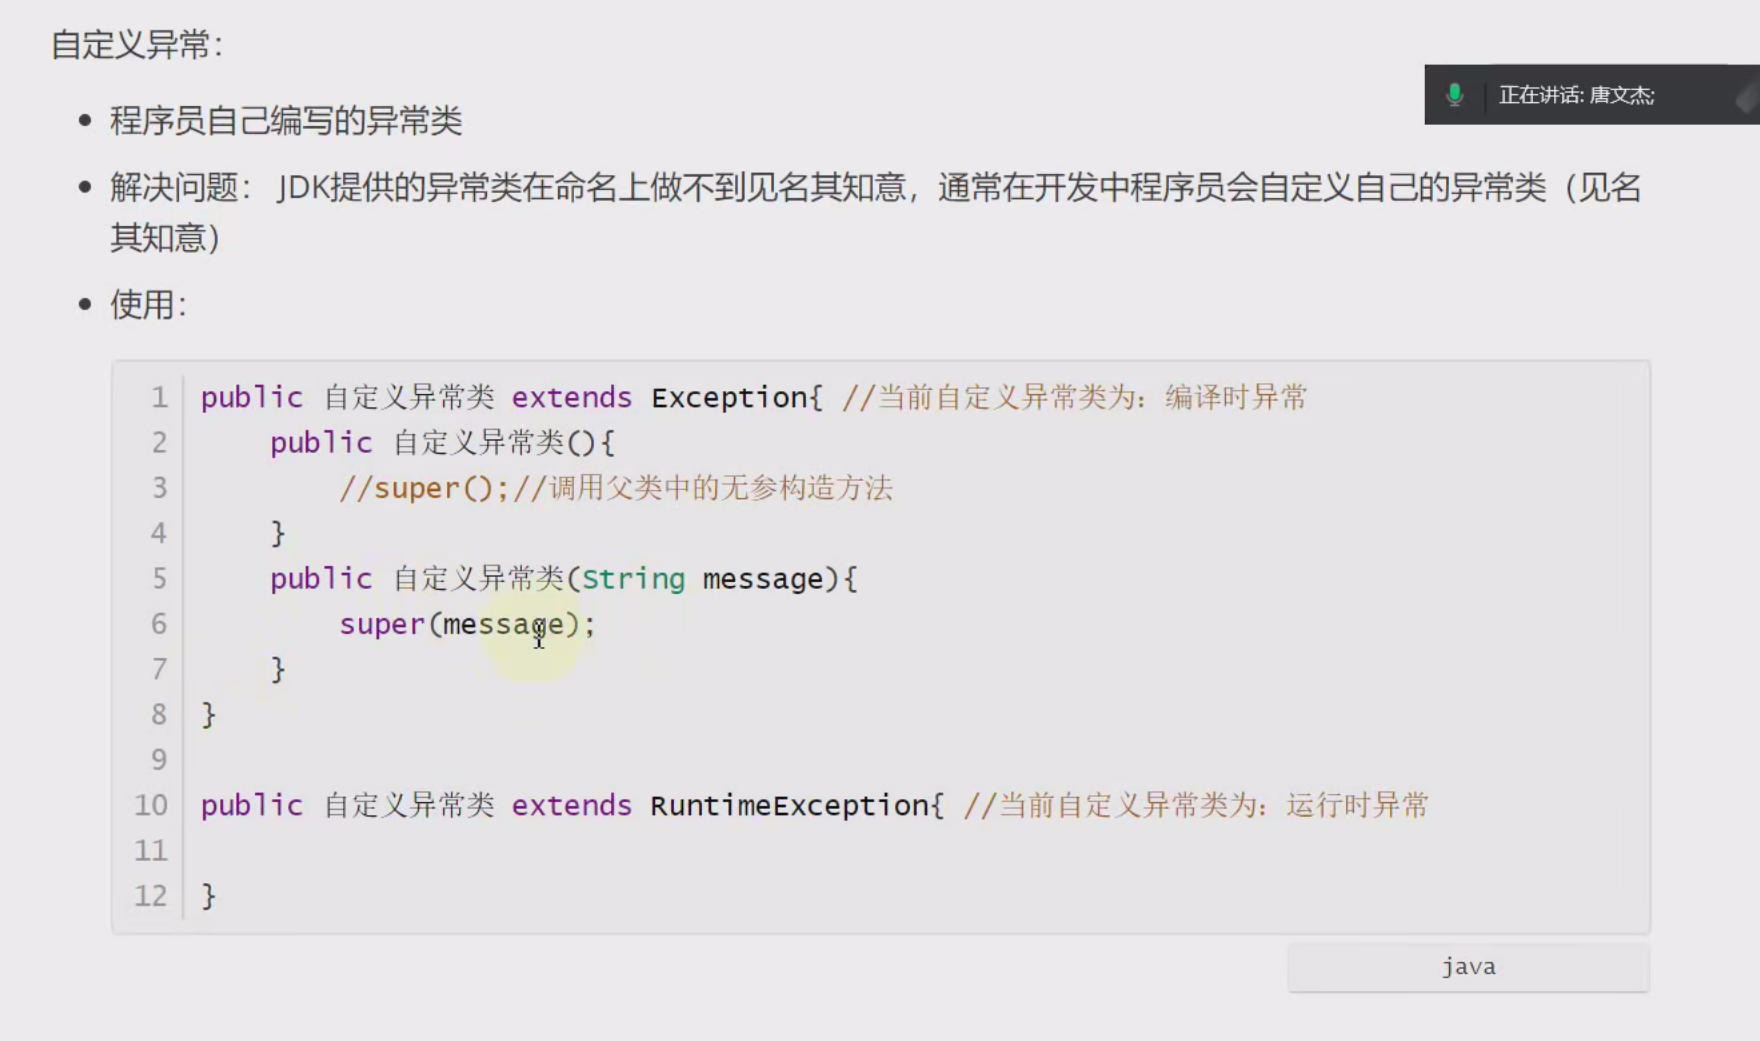 自定义异常：
正在讲话: 唐文杰;
程序员自己编写的异常类
解决问题： JDK提供的异常类在命名上做不到见名其知意，通常在开发中程序员会自定义自己的异常类（见名
其知意）
使用：
1 public 自定义异常类 extends Exception{ //当前自定义异常类为：编译时异常
2 public 自定义异常类(){
3 //super();//调用父类中的无参构造方法
4 }
5 public 自定义异常类(String message){
6 super(message);
7 }
8 }
9
10 public 自定义异常类 extends RuntimeException{ //当前自定义异常类为：运行时异常
11
12 }
java